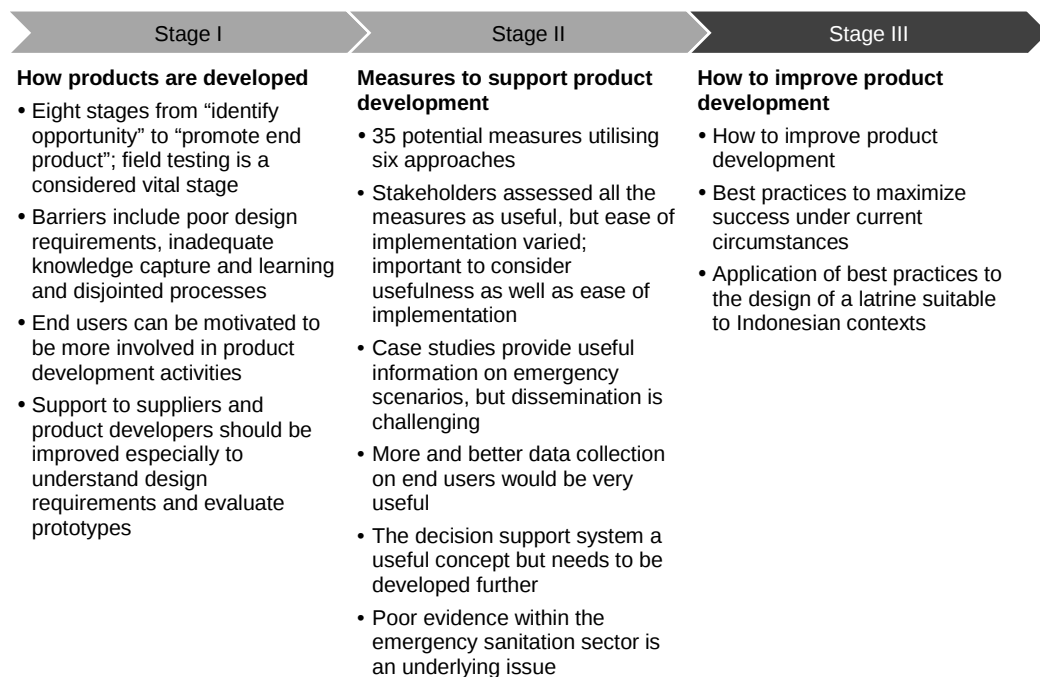 Stage I
Stage II
Stage III
How products are developed
• Eight stages from “identify
opportunity” to “promote end
product”; field testing is a
considered vital stage
• Barriers include poor design
requirements, inadequate
knowledge capture and learning
and disjointed processes
• End users can be motivated to
be more involved in product
development activities
• Support to suppliers and
product developers should be
improved especially to
understand design
requirements and evaluate
prototypes
Measures to support product
development
• 35 potential measures utilising
six approaches
• Stakeholders assessed all the
measures as useful, but ease of
implementation varied;
important to consider
usefulness as well as ease of
implementation
• Case studies provide useful
information on emergency
scenarios, but dissemination is
challenging
• More and better data collection
on end users would be very
useful
• The decision support system a
useful concept but needs to be
developed further
• Poor evidence within the
emergency sanitation sector is
an underlying issue
How to improve product
development
• How to improve product
development
• Best practices to maximize
success under current
circumstances
• Application of best practices to
the design of a latrine suitable
to Indonesian contexts